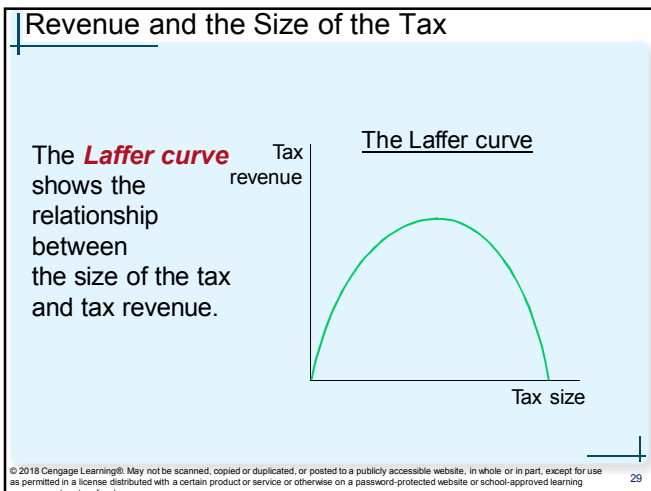 Revenue and the Size of the Tax
The Laffer curve
shows the
relationship
between
the size of the tax
and tax revenue.
The Laffer curve
Tax
revenue
Tax size
© 2018 Cengage Learning®. May not be scanned, copied or duplicated, or posted to a publicly accessible website, in whole or in part, except for use
as permitted in a license distributed with a certain product or service or otherwise on a password-protected website or school-approved learning
29